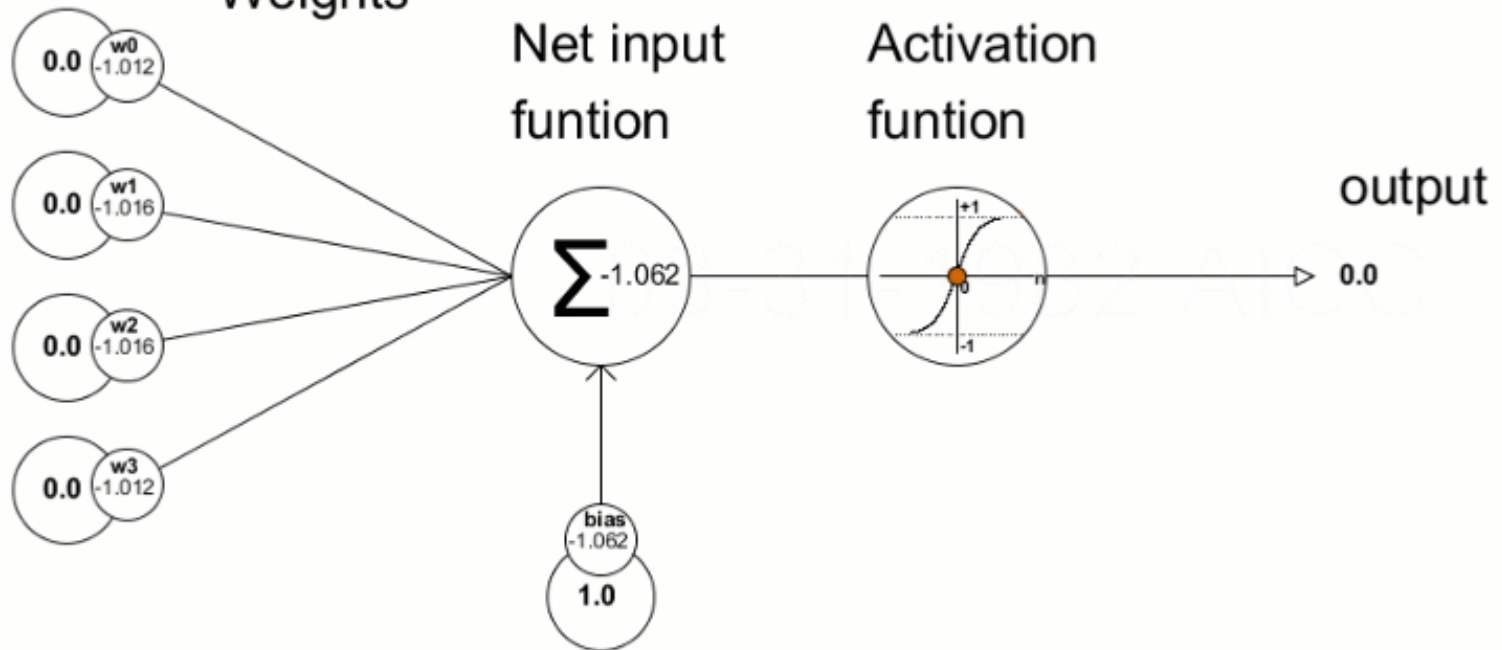 Weights
Net input
funtion
Activation
funtion
output
0.0
w0
-1.012
0.0
w1
-1.016
0.0
w2
-1.016
0.0
w3
-1.012
Σ
-1.062
+1
0
n
-1
0.0
bias
-1.062
1.0